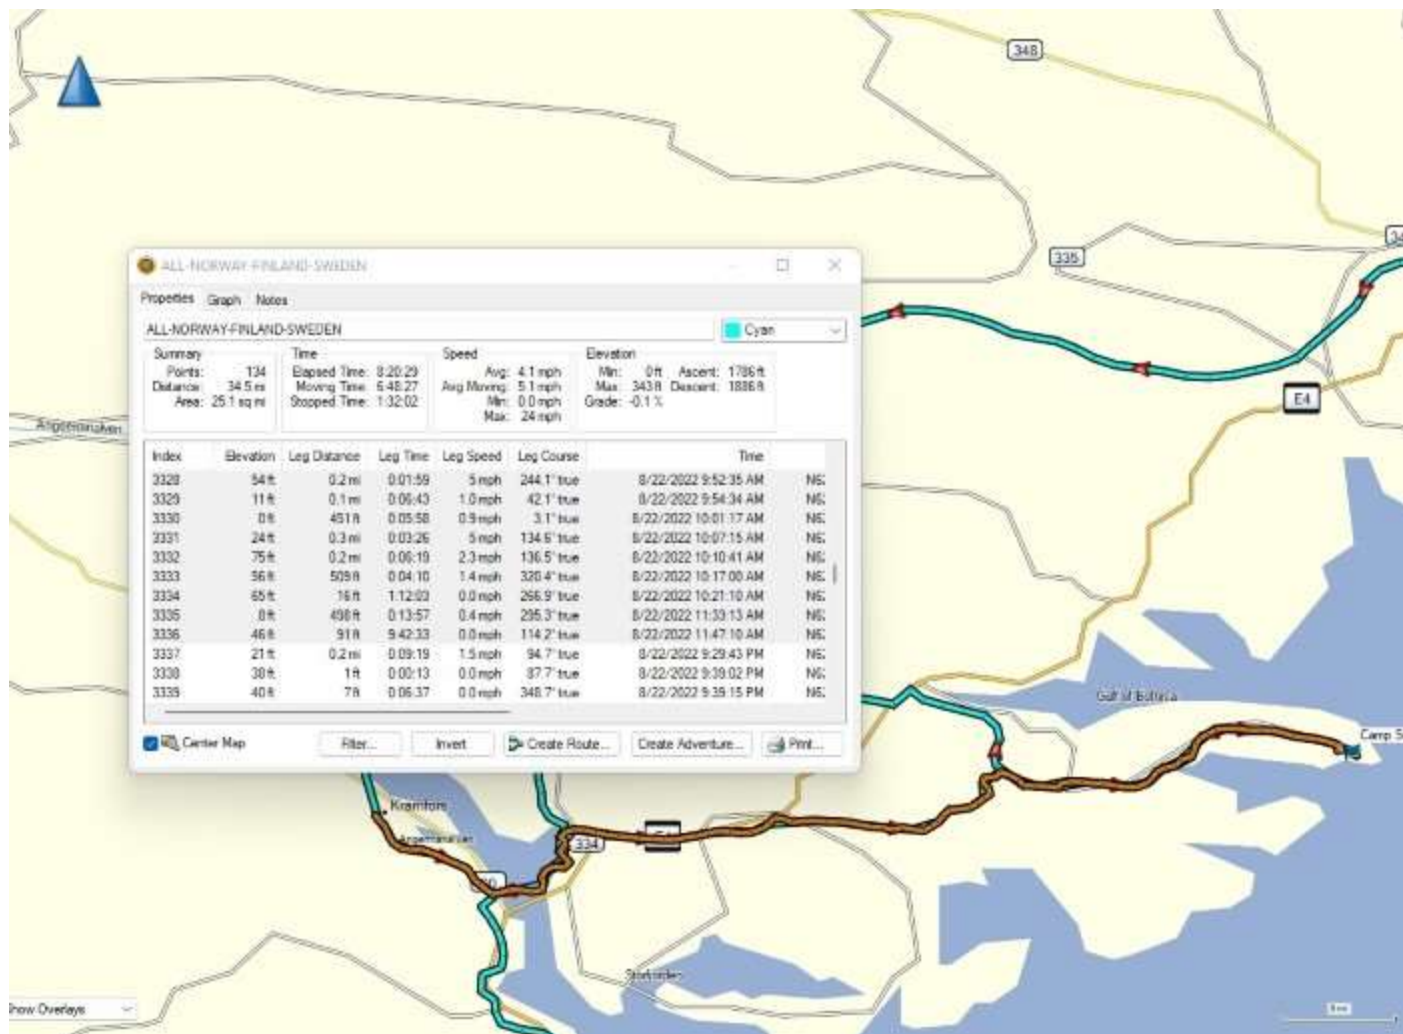 348
335
E4
ALL-NORWAY-FINLAND-SWEDEN
Properties Graph Notes
ALL-NORWAY-FINLAND-SWEDEN Cyan
Summary Time Speed Elevation
Points: 134 Elapsed Time: 8:20:29 Avg: 4.1 mph Min: 0 ft Ascent: 1786 ft
Distance: 34.5 mi Moving Time: 6:48:27 Avg Moving: 5.1 mph Max: 343 ft Descent: 1886 ft
Area: 25.1 sq mi Stopped Time: 1:32:02 Min: 0.0 mph Grade: -0.1 %
Max: 24 mph
Angermanalven
Index Elevation Leg Distance Leg Time Leg Speed Leg Course Time
3328 54 ft 0.2 mi 0:01:59 5 mph 244.1° true 8/22/2022 9:52:35 AM N62
3329 11 ft 0.1 mi 0:06:43 1.0 mph 42.1° true 8/22/2022 9:54:34 AM N62
3330 0 ft 451 ft 0:05:58 0.9 mph 3.1° true 8/22/2022 10:01:17 AM N62
3331 24 ft 0.3 mi 0:03:26 5 mph 134.6° true 8/22/2022 10:07:15 AM N62
3332 75 ft 0.2 mi 0:06:19 2.3 mph 136.5° true 8/22/2022 10:10:41 AM N62
3333 56 ft 509 ft 0:04:10 1.4 mph 320.4° true 8/22/2022 10:17:00 AM N62
3334 65 ft 16 ft 1:12:03 0.0 mph 266.9° true 8/22/2022 10:21:10 AM N62
3335 8 ft 498 ft 0:13:57 0.4 mph 295.3° true 8/22/2022 11:33:13 AM N62
3336 46 ft 91 ft 9:42:33 0.0 mph 114.2° true 8/22/2022 11:47:10 AM N62
3337 21 ft 0.2 mi 0:09:19 1.5 mph 94.7° true 8/22/2022 9:29:43 PM N62
3338 38 ft 1 ft 0:00:13 0.0 mph 87.7° true 8/22/2022 9:39:02 PM N62
3339 40 ft 7 ft 0:06:37 0.0 mph 348.7° true 8/22/2022 9:39:15 PM N62
Center Map Filter... Invert Create Route... Create Adventure... Print...
Gulf of Bothnia
Camp S
Kramfors
Angermanalven
334
Storfjorden
Show Overlays